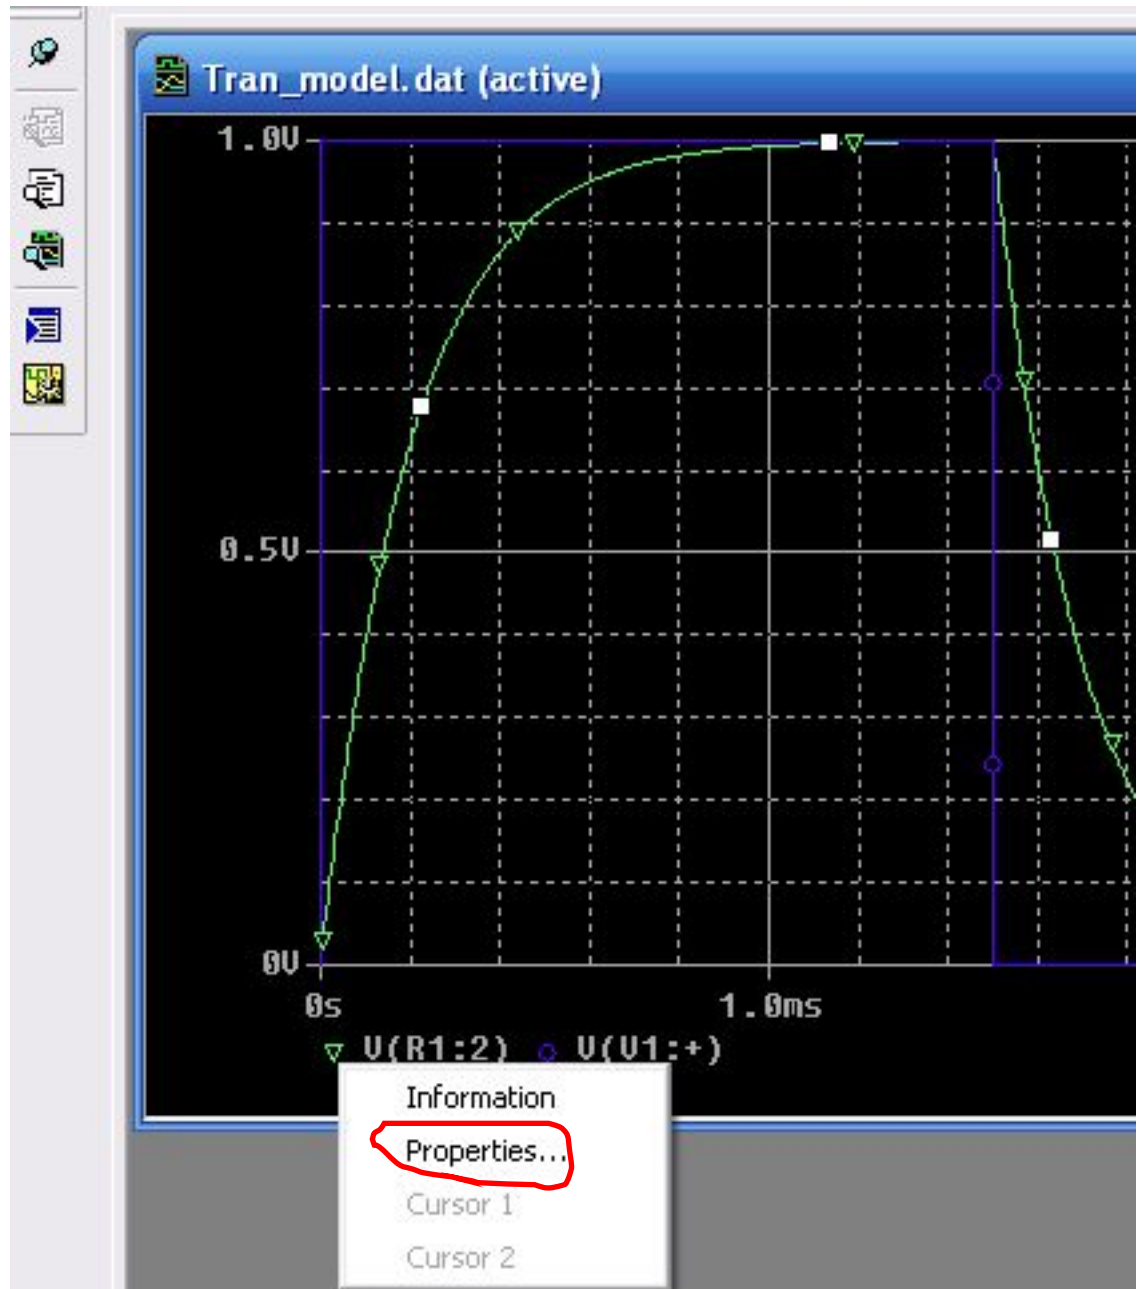 Tran_model.dat (active)
1.0V
0.5V
0V
0s 1.0ms
V(R1:2) V(V1:+)
Information
Properties...
Cursor 1
Cursor 2